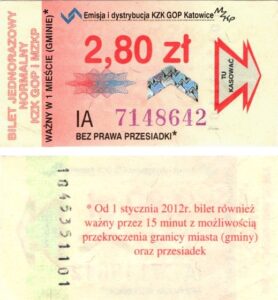 BILET JEDNORAZOWY
NORMALNY
KZK GOP i MZKP
WAŻNY W 1 MIEŚCIE (GMINIE)*
Emisja i dystrybucja KZK GOP Katowice
MZKP
2,80 zł
TU
KASOWAĆ
IA 7148642
BEZ PRAWA PRZESIADKI*
* Od 1 stycznia 2012r. bilet również
ważny przez 15 minut z możliwością
przekroczenia granicy miasta (gminy)
oraz przesiadek